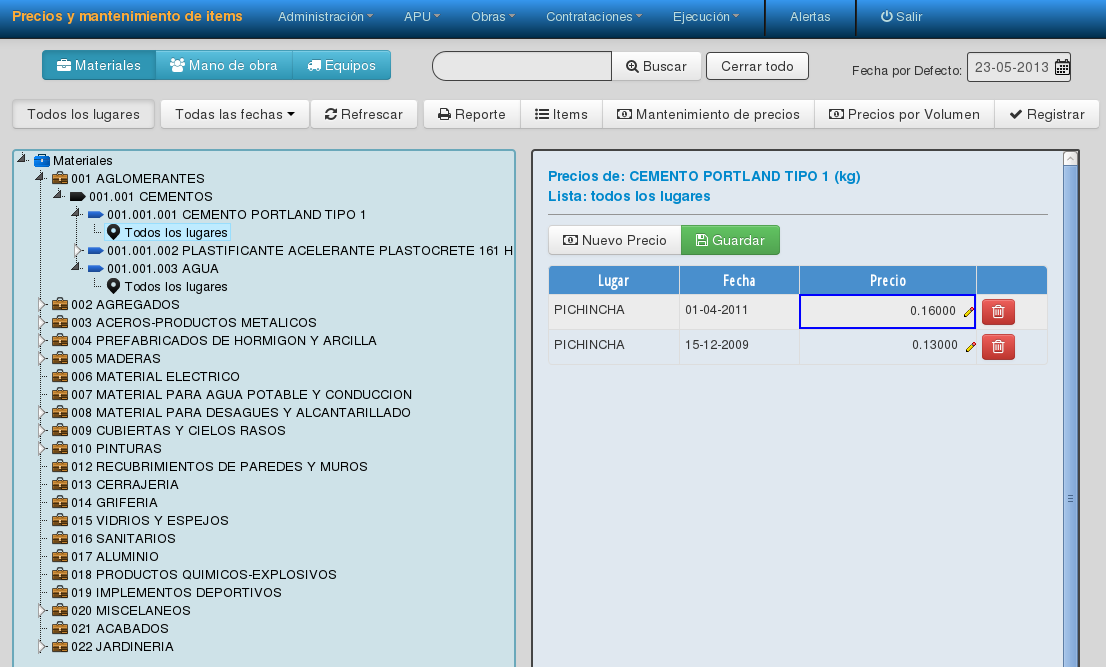 Precios y mantenimiento de items Administración APU Obras Contrataciones Ejecución Alertas Salir
Materiales Mano de obra Equipos Buscar Cerrar todo Fecha por Defecto: 23-05-2013
Todos los lugares Todas las fechas Refrescar Reporte Items Mantenimiento de precios Precios por Volumen Registrar
Materiales
001 AGLOMERANTES
001.001 CEMENTOS
001.001.001 CEMENTO PORTLAND TIPO 1
Todos los lugares
001.001.002 PLASTIFICANTE ACELERANTE PLASTOCRETE 161 H
001.001.003 AGUA
Todos los lugares
002 AGREGADOS
003 ACEROS-PRODUCTOS METALICOS
004 PREFABRICADOS DE HORMIGON Y ARCILLA
005 MADERAS
006 MATERIAL ELECTRICO
007 MATERIAL PARA AGUA POTABLE Y CONDUCCION
008 MATERIAL PARA DESAGUES Y ALCANTARILLADO
009 CUBIERTAS Y CIELOS RASOS
010 PINTURAS
012 RECUBRIMIENTOS DE PAREDES Y MUROS
013 CERRAJERIA
014 GRIFERIA
015 VIDRIOS Y ESPEJOS
016 SANITARIOS
017 ALUMINIO
018 PRODUCTOS QUIMICOS-EXPLOSIVOS
019 IMPLEMENTOS DEPORTIVOS
020 MISCELANEOS
021 ACABADOS
022 JARDINERIA
Precios de: CEMENTO PORTLAND TIPO 1 (kg)
Lista: todos los lugares
Nuevo Precio Guardar
Lugar Fecha Precio
PICHINCHA 01-04-2011 0.16000
PICHINCHA 15-12-2009 0.13000